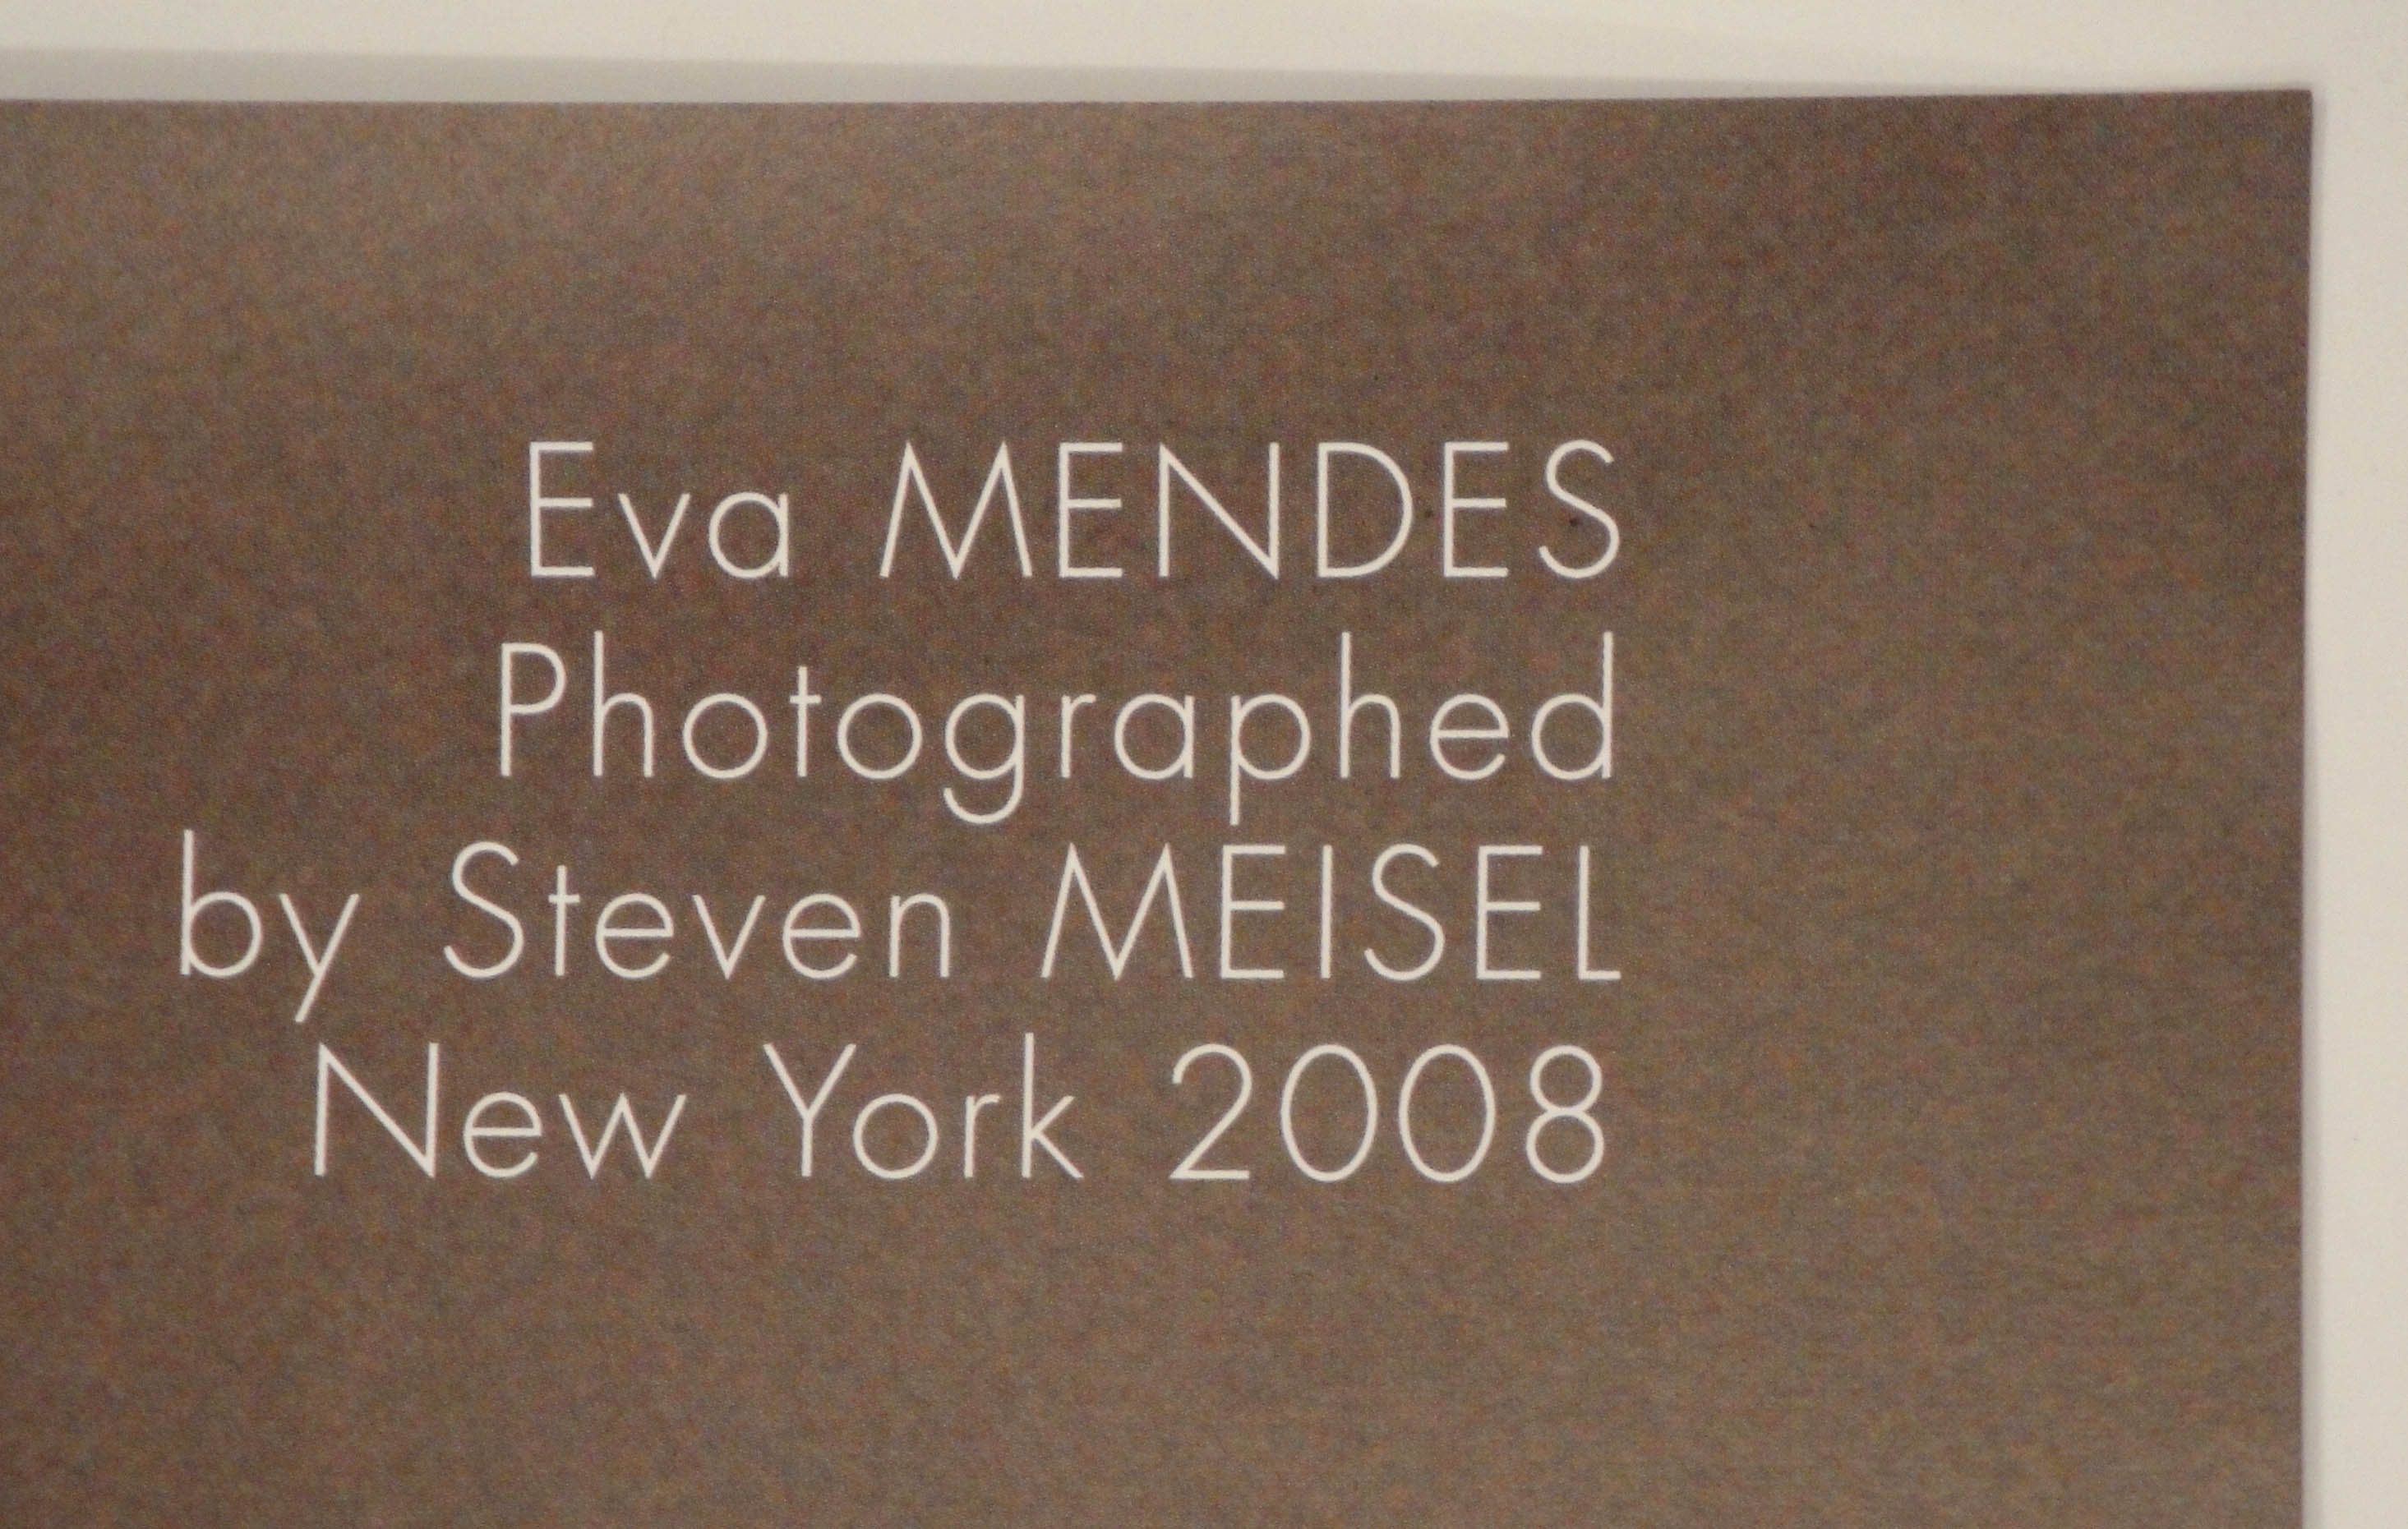 Eva MENDES
Photographed
by Steven MEISEL
New York 2008